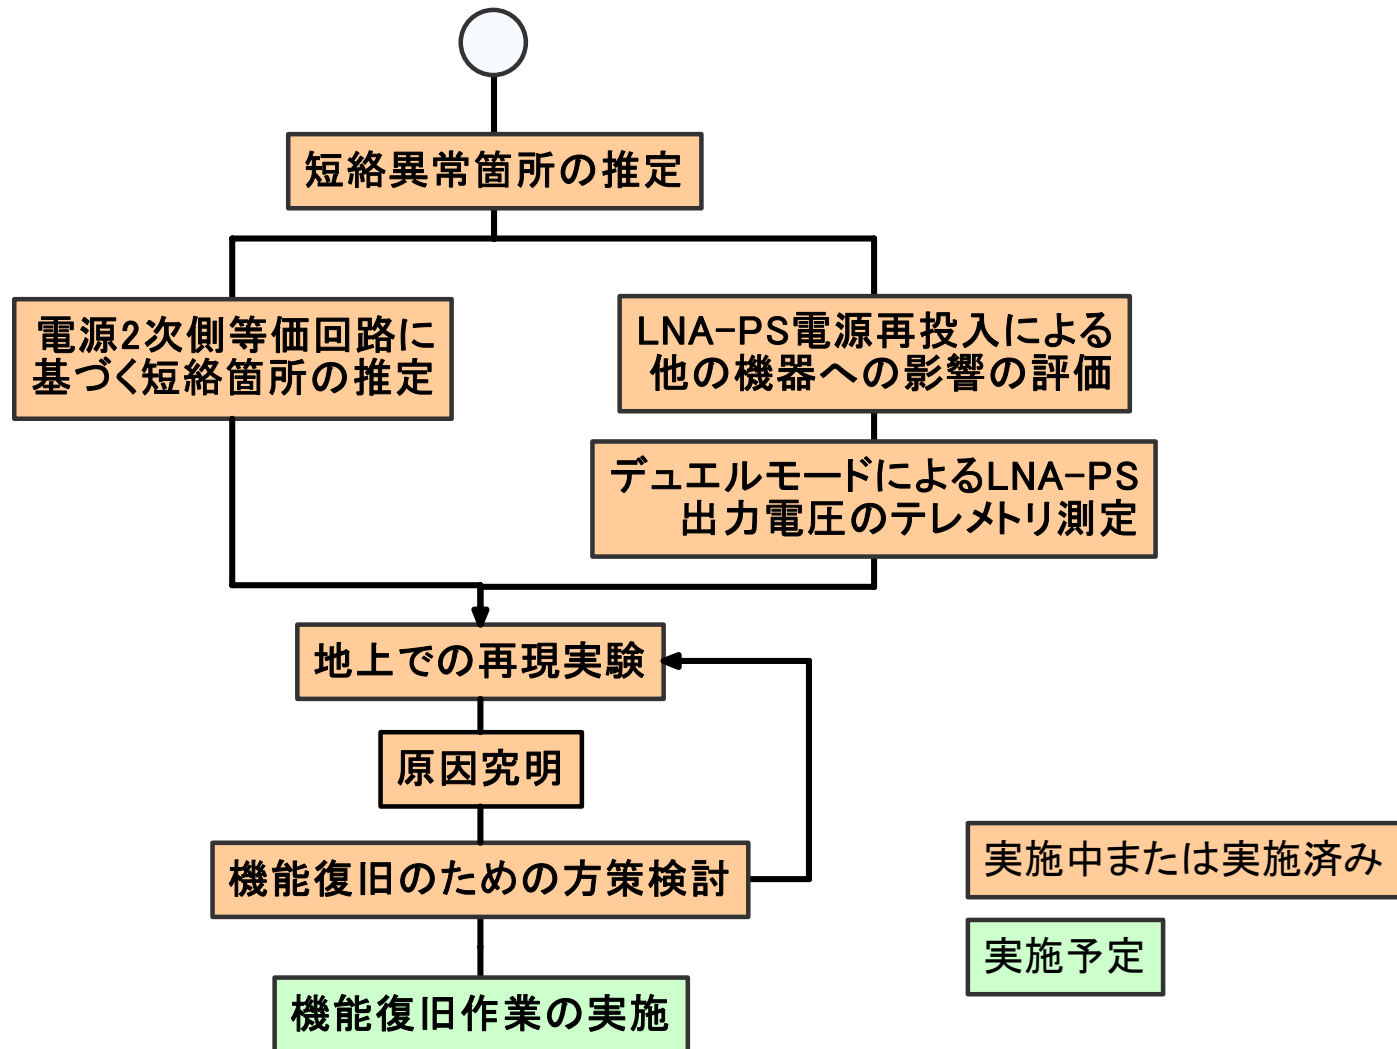 短絡異常箇所の推定
電源2次側等価回路に
基づく短絡箇所の推定
LNA-PS電源再投入による
他の機器への影響の評価
デュエルモードによるLNA-PS
出力電圧のテレメトリ測定
地上での再現実験
原因究明
機能復旧のための方策検討
機能復旧作業の実施
実施中または実施済み
実施予定